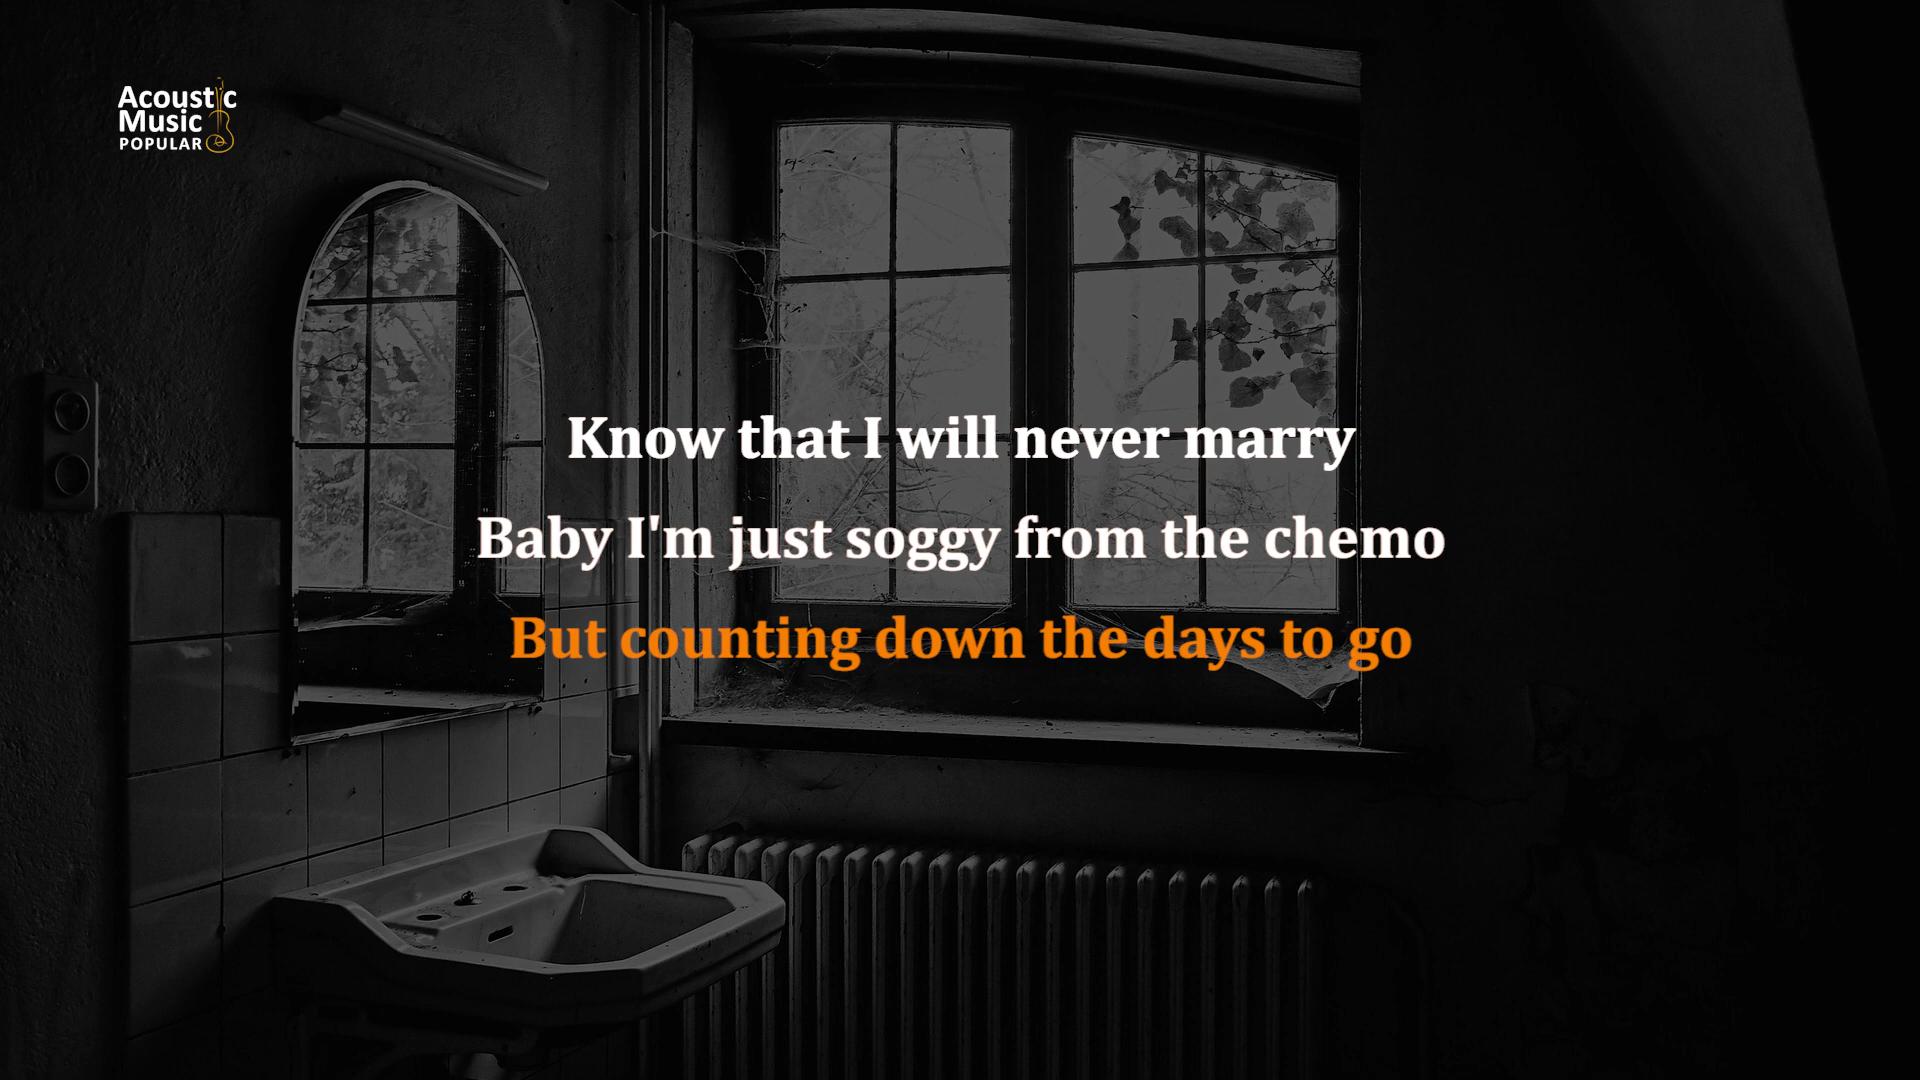 Acoustic
Music
POPULAR
Know that I will never marry
Baby I'm just soggy from the chemo
But counting down the days to go